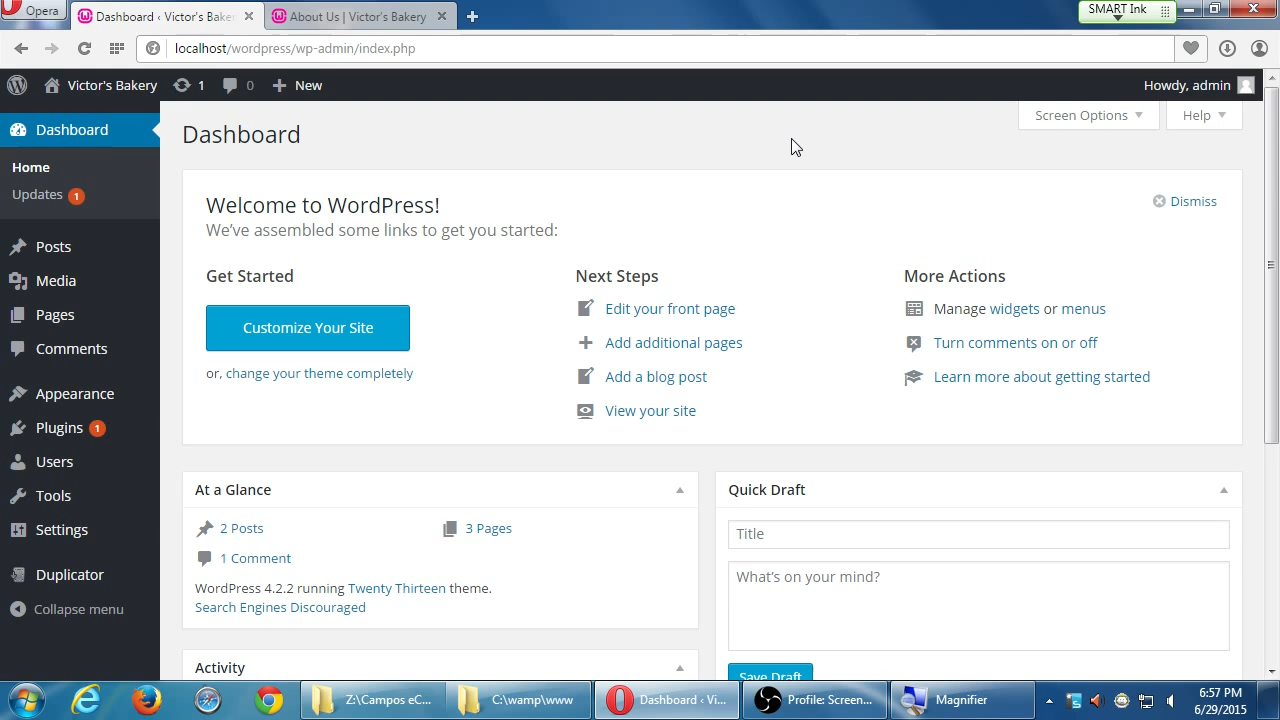 Opera
Dashboard ‹ Victor's Baker
About Us | Victor's Bakery
SMART Ink
localhost/wordpress/wp-admin/index.php
Victor's Bakery
1
0
New
Howdy, admin
Dashboard
Home
Updates 1
Posts
Media
Pages
Comments
Appearance
Plugins 1
Users
Tools
Settings
Duplicator
Collapse menu
Screen Options
Help
Dashboard
Welcome to WordPress!
Dismiss
We've assembled some links to get you started:
Get Started
Customize Your Site
or, change your theme completely
Next Steps
Edit your front page
Add additional pages
Add a blog post
View your site
More Actions
Manage widgets or menus
Turn comments on or off
Learn more about getting started
At a Glance
2 Posts
3 Pages
1 Comment
WordPress 4.2.2 running Twenty Thirteen theme.
Search Engines Discouraged
Activity
Quick Draft
Title
What's on your mind?
Save Draft
Z:\Campos eC...
C:\wamp\www
Dashboard ‹ Vi...
Profile: Screen...
Magnifier
6:57 PM
6/29/2015